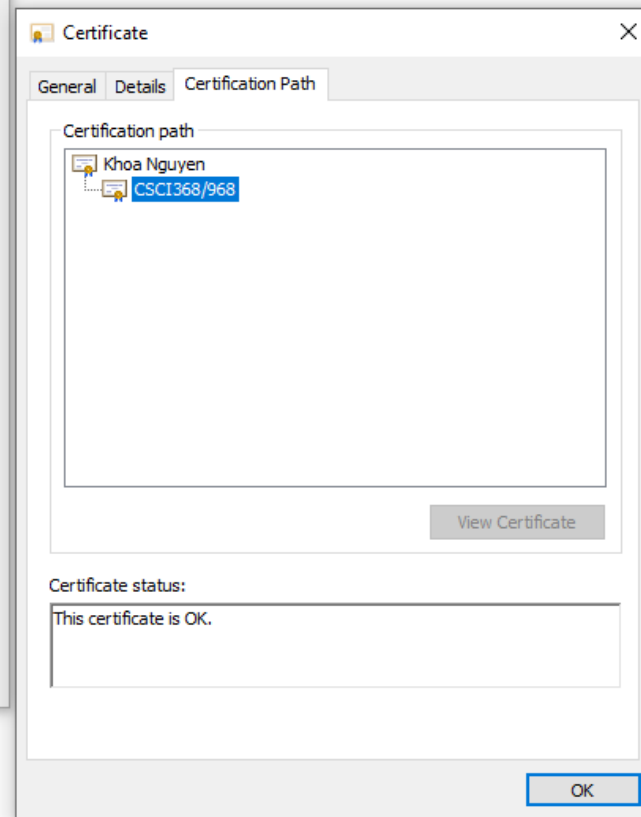 Certificate
General Details Certification Path
Certification path
Khoa Nguyen
CSCI368/968
View Certificate
Certificate status:
This certificate is OK.
OK